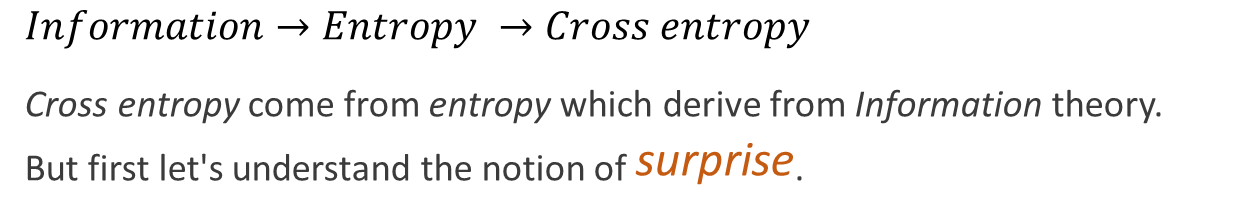 Information → Entropy → Cross entropy
Cross entropy come from entropy which derive from Information theory.
But first let's understand the notion of surprise.